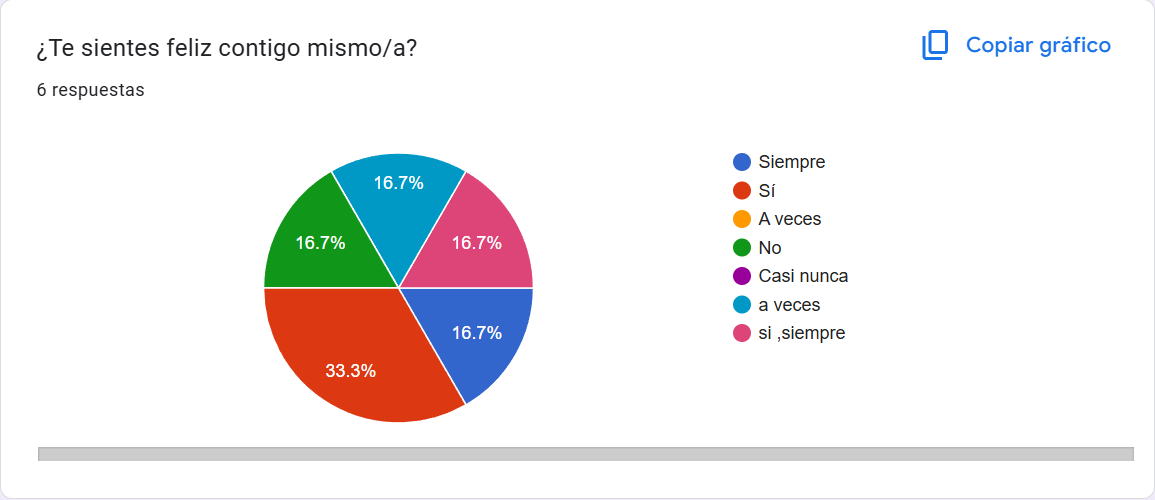 ¿Te sientes feliz contigo mismo/a?
Copiar gráfico
6 respuestas
16.7%
16.7%
16.7%
16.7%
33.3%
Siempre
Sí
A veces
No
Casi nunca
a veces
si ,siempre